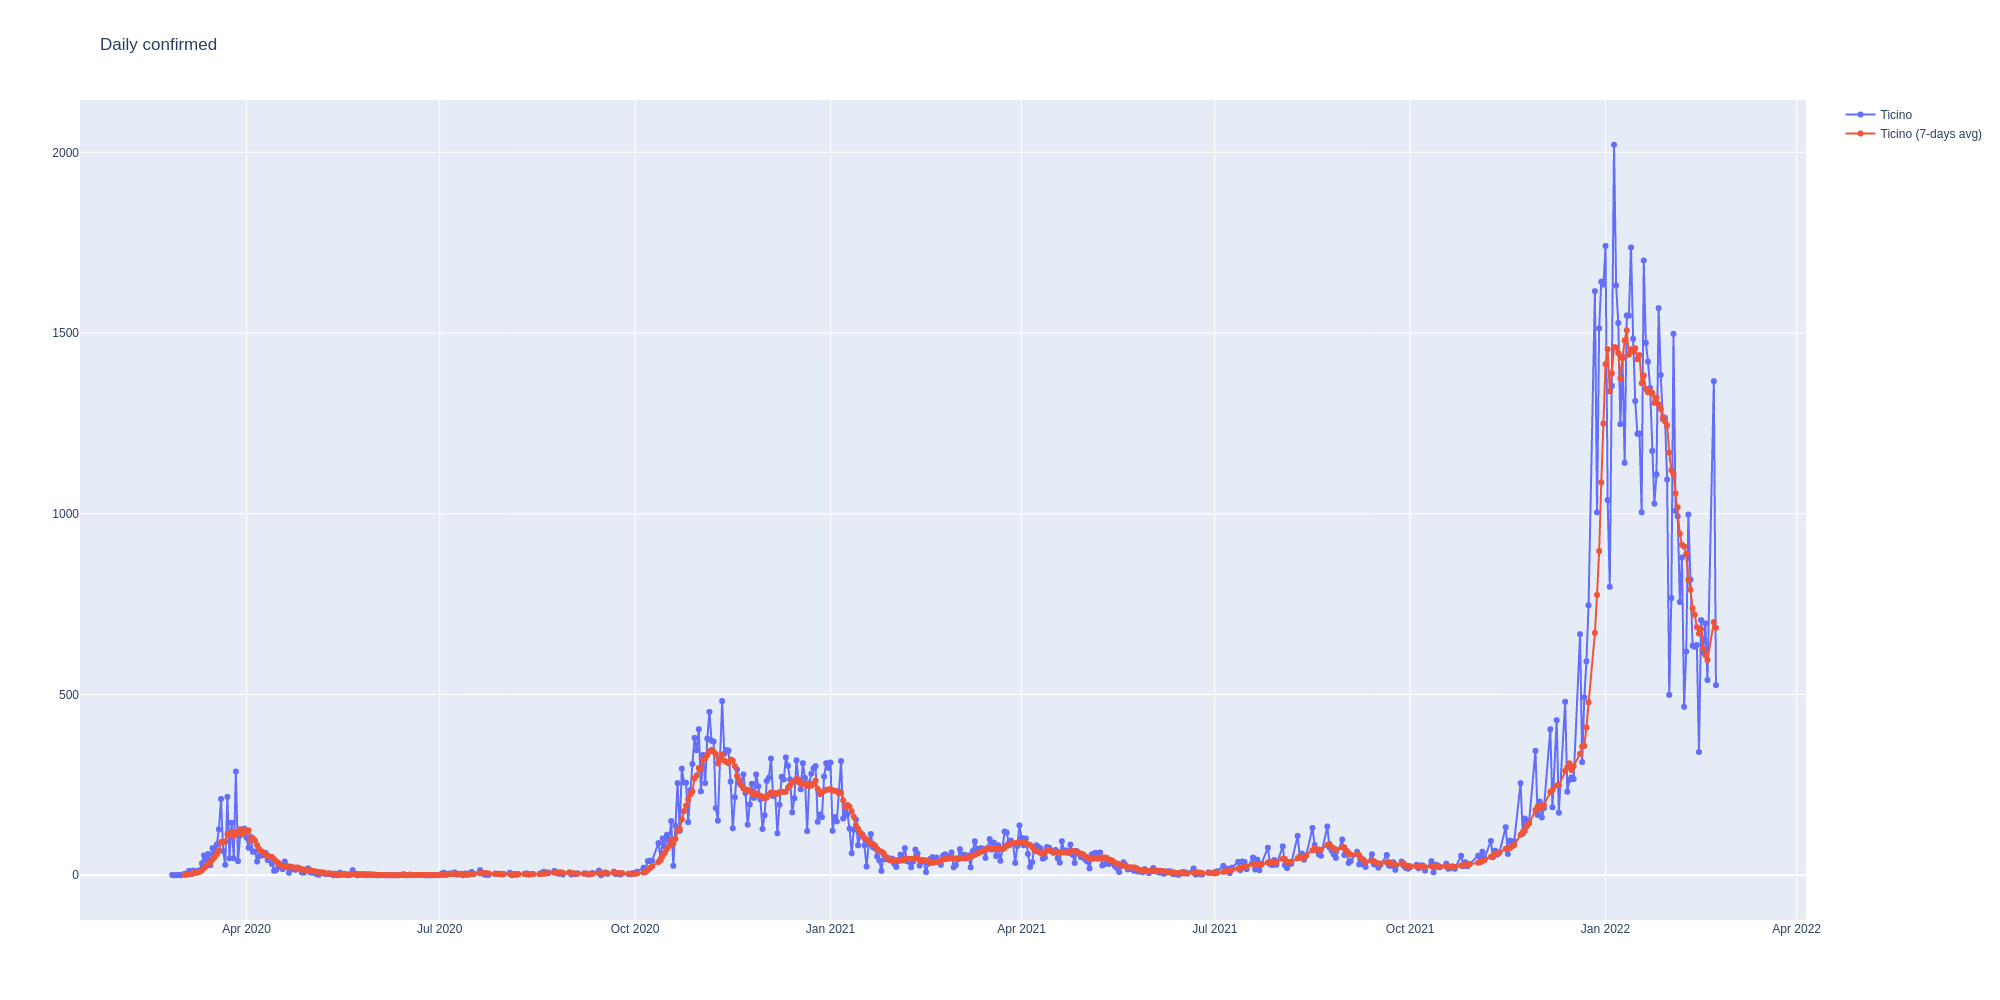 Daily confirmed
Ticino
Ticino (7-days avg)
2000
1500
1000
500
0
Apr 2020
Jul 2020
Oct 2020
Jan 2021
Apr 2021
Jul 2021
Oct 2021
Jan 2022
Apr 2022